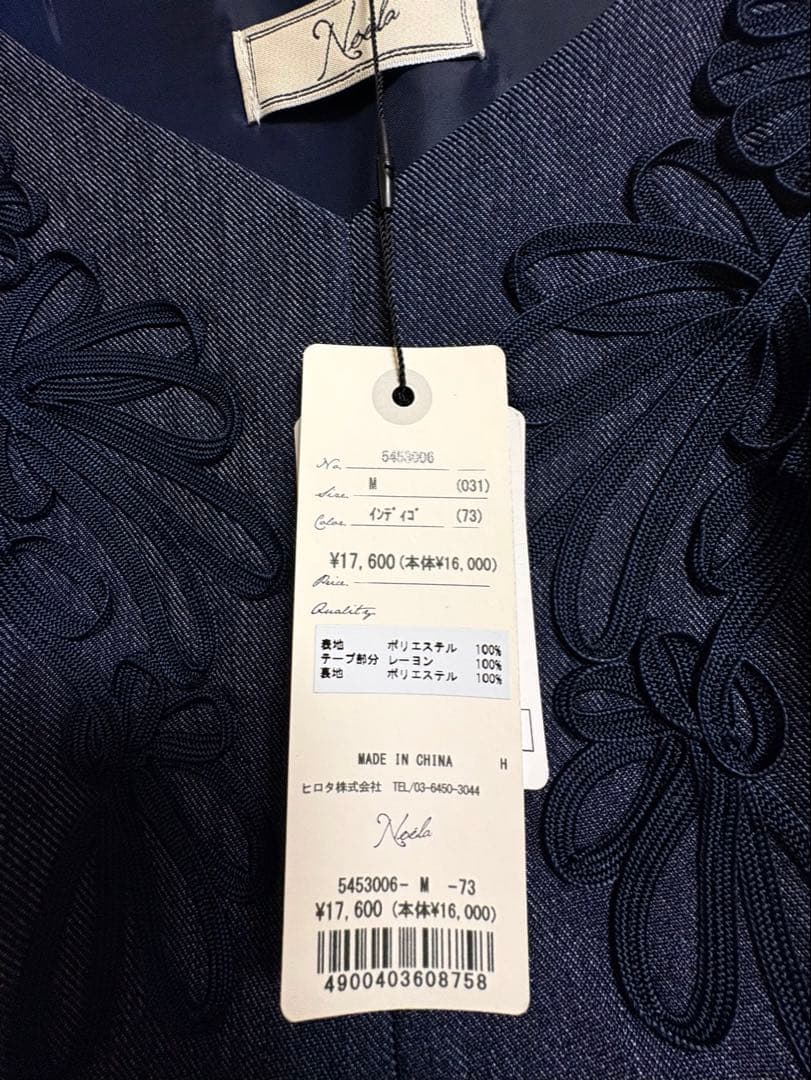 Noela
No. 5453006
Size. M (031)
Color. インディゴ (73)
¥17,600(本体¥16,000)
Price.
Quality
表地 ポリエステル 100%
テープ部分 レーヨン 100%
裏地 ポリエステル 100%
MADE IN CHINA H
ヒロタ株式会社 TEL/03-6450-3044
Noéla
5453006- M -73
¥17,600 (本体¥16,000)
4900403608758